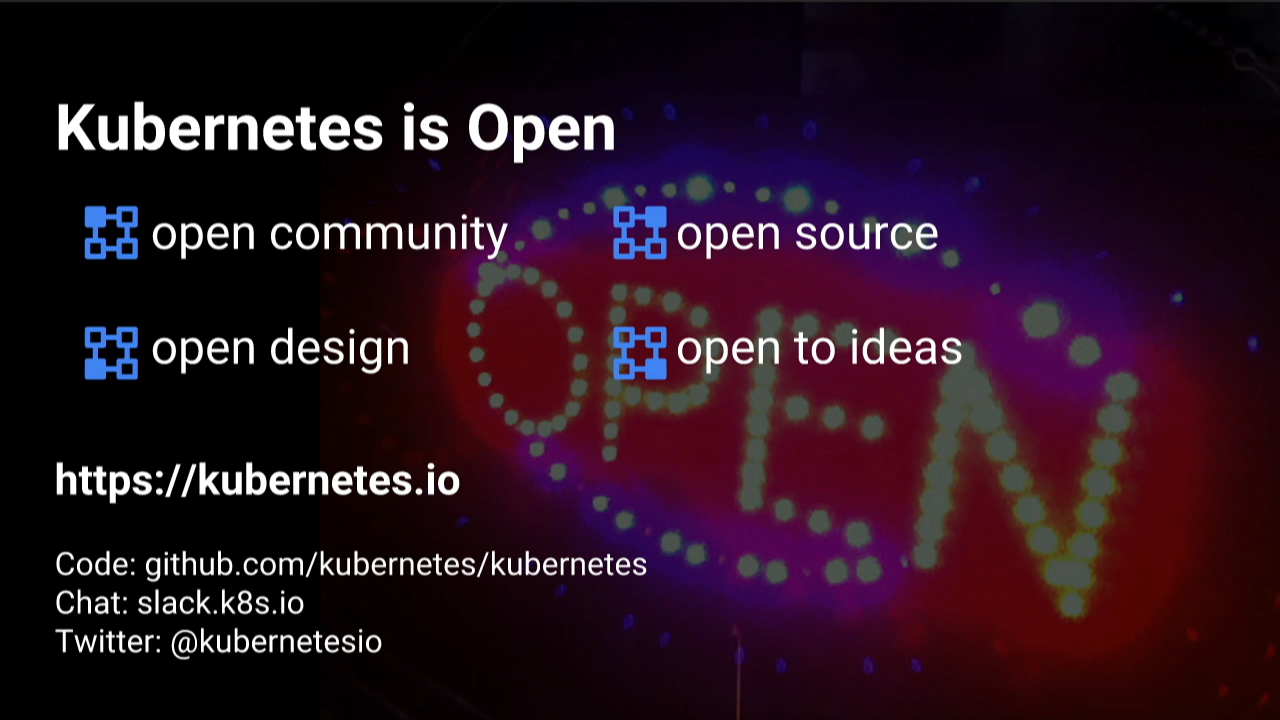 Kubernetes is Open
open community
open source
open design
open to ideas
OPEN
https://kubernetes.io
Code: github.com/kubernetes/kubernetes
Chat: slack.k8s.io
Twitter: @kubernetesio